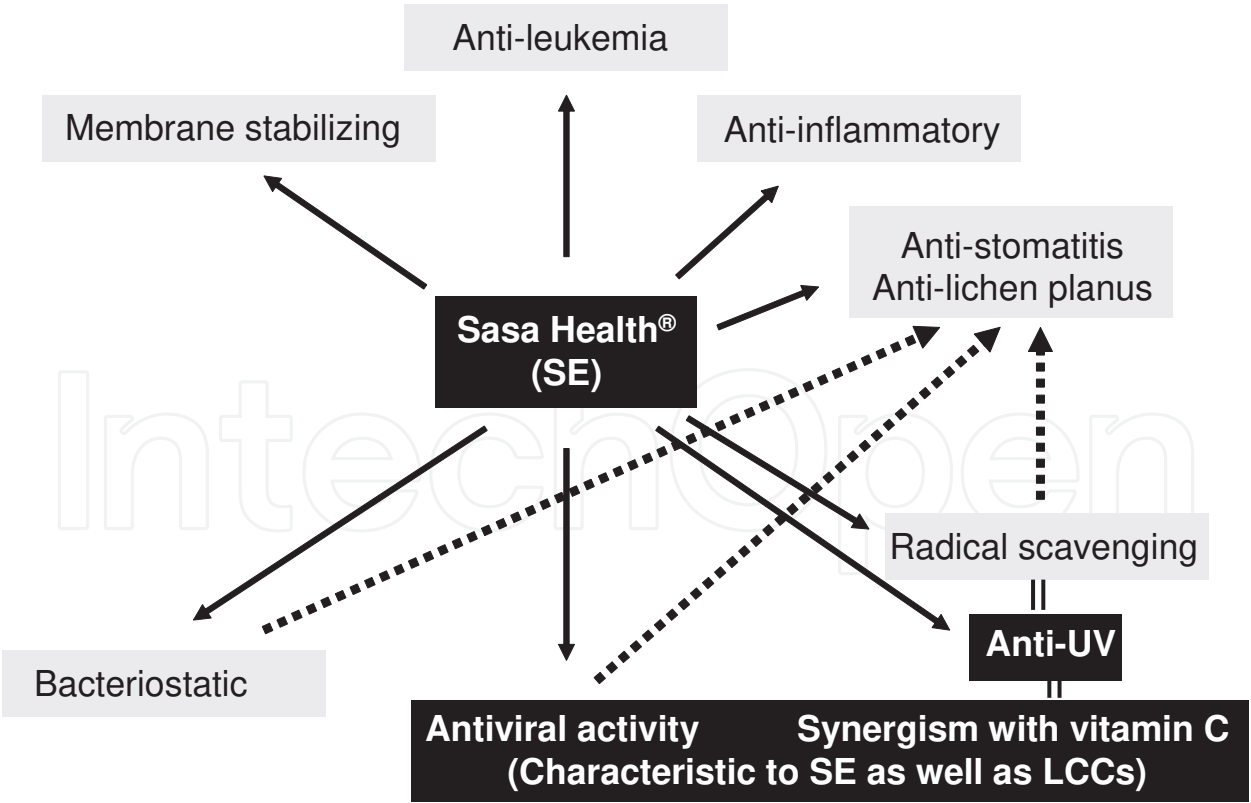 Anti-leukemia
Membrane stabilizing
Anti-inflammatory
Anti-stomatitis
Anti-lichen planus
Sasa Health®
(SE)
IntechOpen
Radical scavenging
Anti-UV
Bacteriostatic
Antiviral activity Synergism with vitamin C
(Characteristic to SE as well as LCCs)